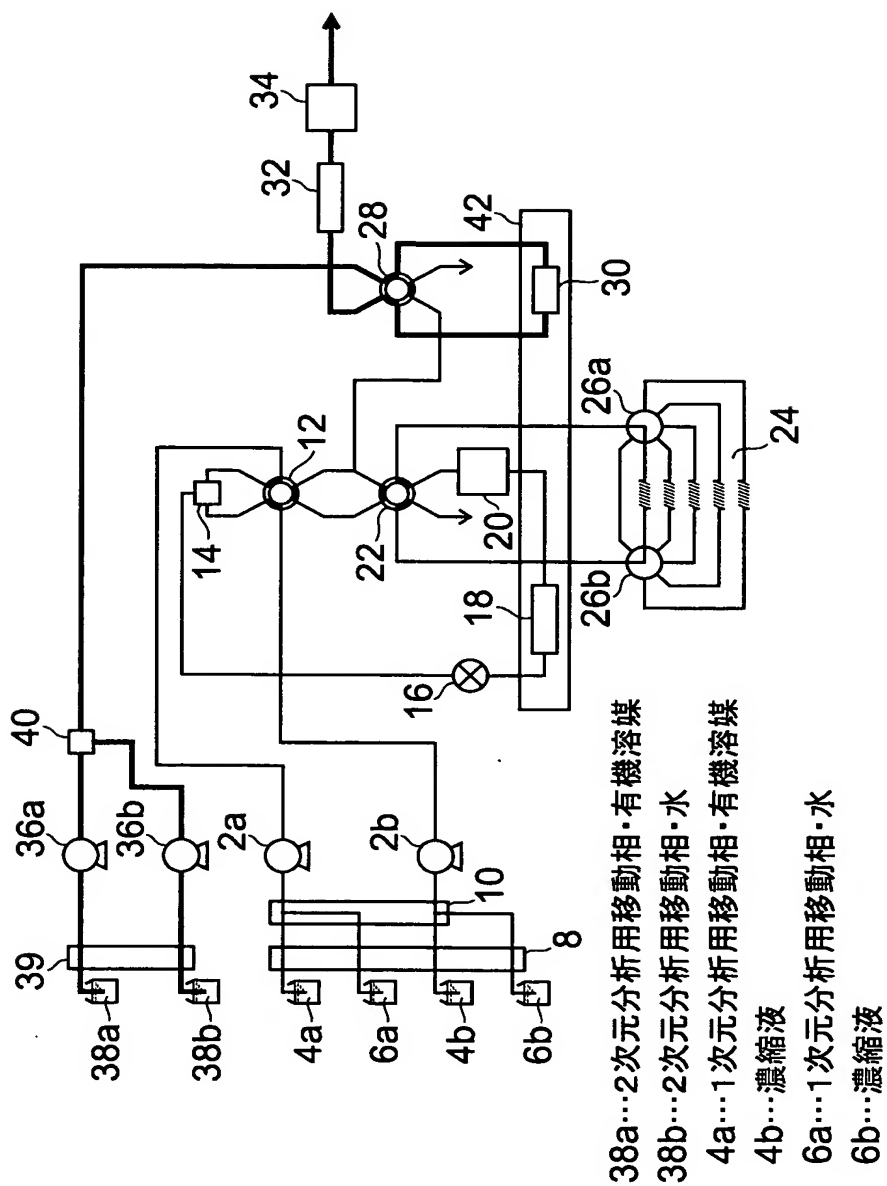 38a
38b
39
36a
36b
40
4a
6a
4b
6b
8
10
2a
2b
14
12
16
18
20
22
24
26a
26b
28
30
32
34
42
38a…2次元分析用移動相・有機溶媒
38b…2次元分析用移動相・水
4a…1次元分析用移動相・有機溶媒
4b…濃縮液
6a…1次元分析用移動相・水
6b…濃縮液